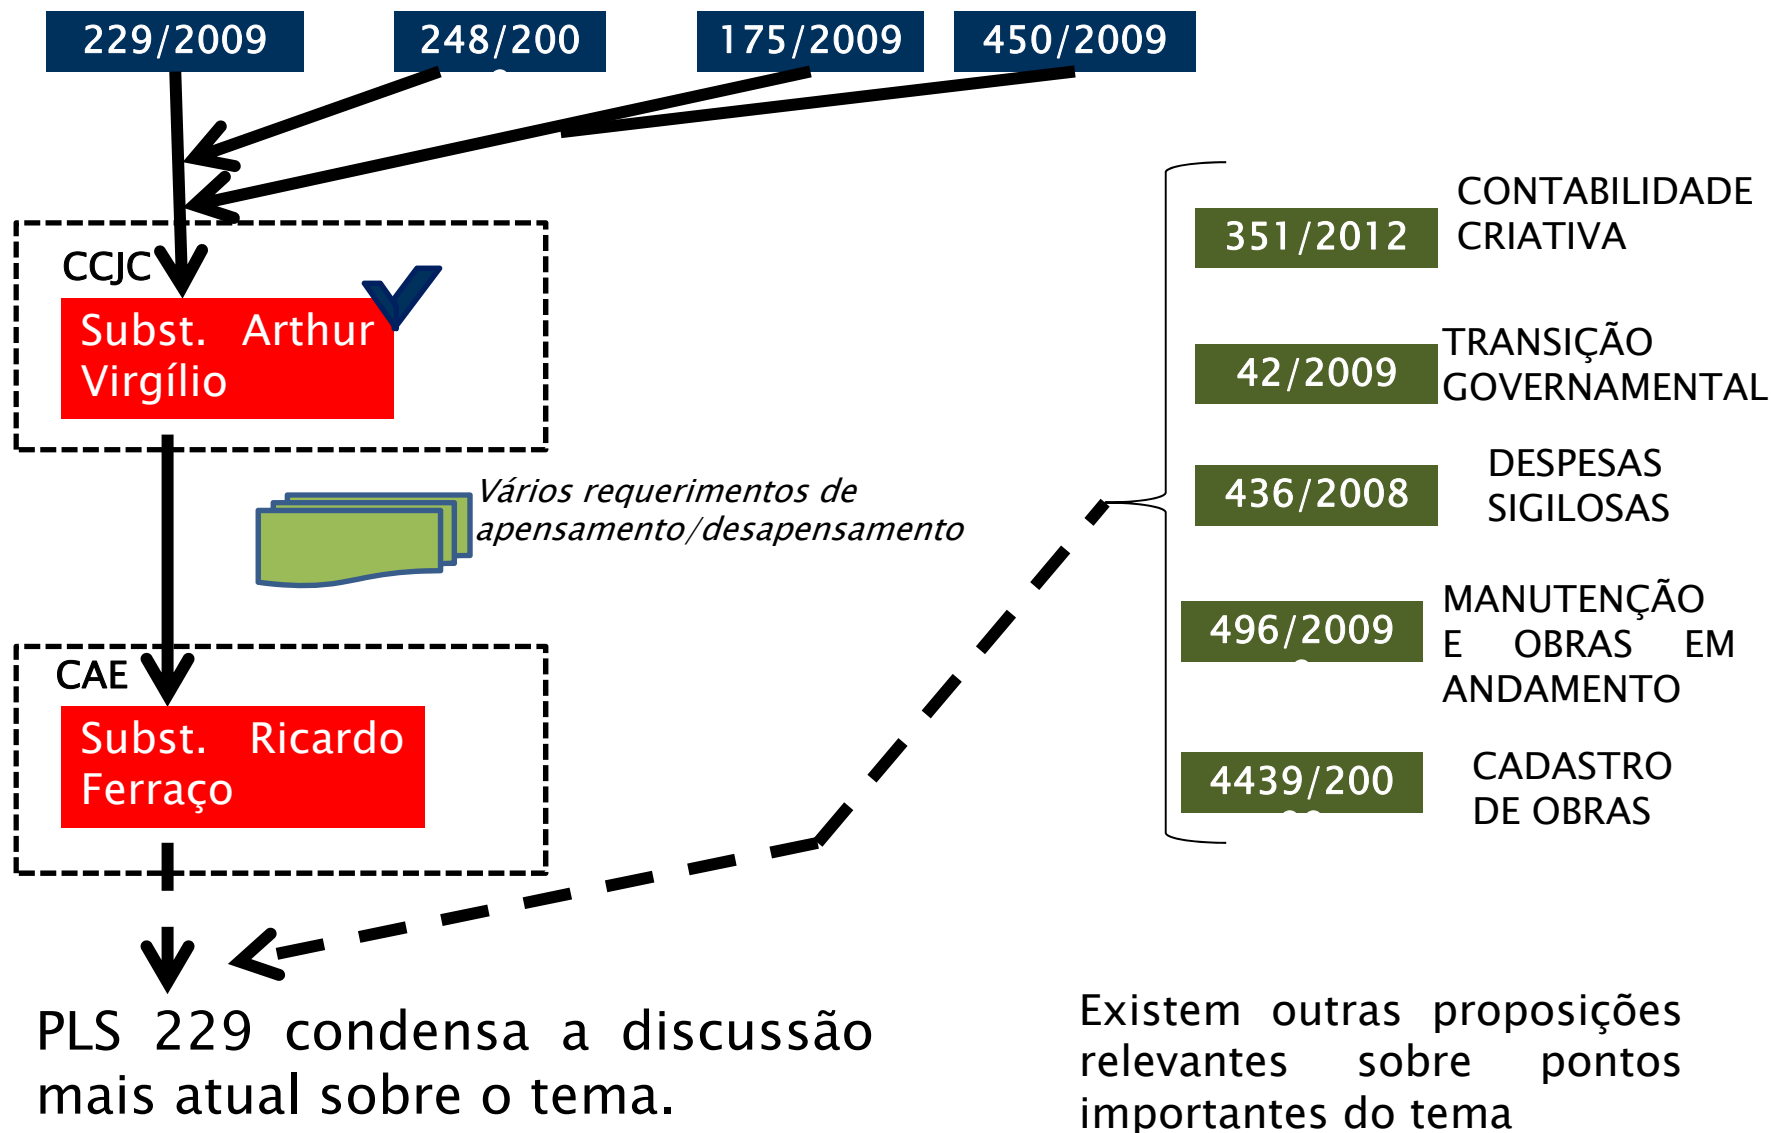 229/2009
248/200
175/2009
450/2009
CCJC
Subst. Arthur
Virgílio
Vários requerimentos de
apensamento/desapensamento
CAE
Subst. Ricardo
Ferraço
PLS 229 condensa a discussão
mais atual sobre o tema.
351/2012
CONTABILIDADE
CRIATIVA
42/2009
TRANSIÇÃO
GOVERNAMENTAL
436/2008
DESPESAS
SIGILOSAS
496/2009
MANUTENÇÃO
E OBRAS EM
ANDAMENTO
4439/200
CADASTRO
DE OBRAS
Existem outras proposições
relevantes sobre pontos
importantes do tema